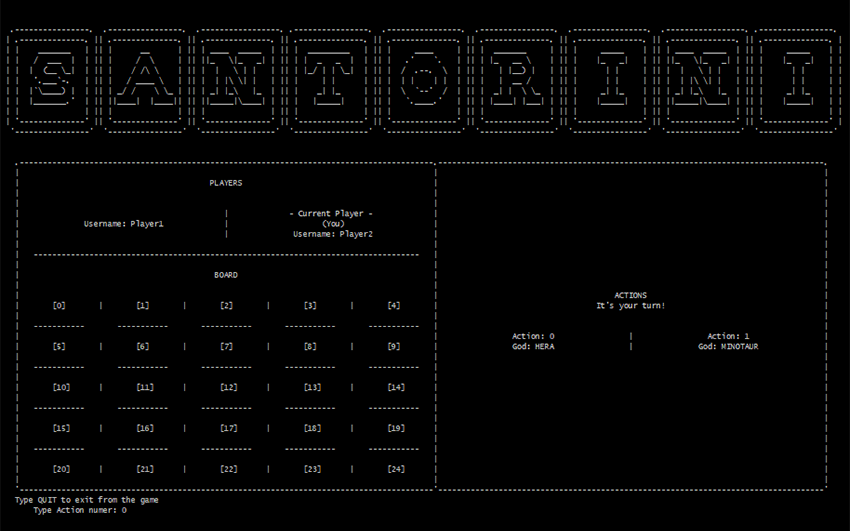 SANTORINI
PLAYERS
- Current Player -
Username: Player1 | (You)
Username: Player2
BOARD
[0] | [1] | [2] | [3] | [4]
[5] | [6] | [7] | [8] | [9]
[10] | [11] | [12] | [13] | [14]
[15] | [16] | [17] | [18] | [19]
[20] | [21] | [22] | [23] | [24]
ACTIONS
It's your turn!
Action: 0 | Action: 1
God: HERA | God: MINOTAUR
Type QUIT to exit from the game
Type Action numer: 0